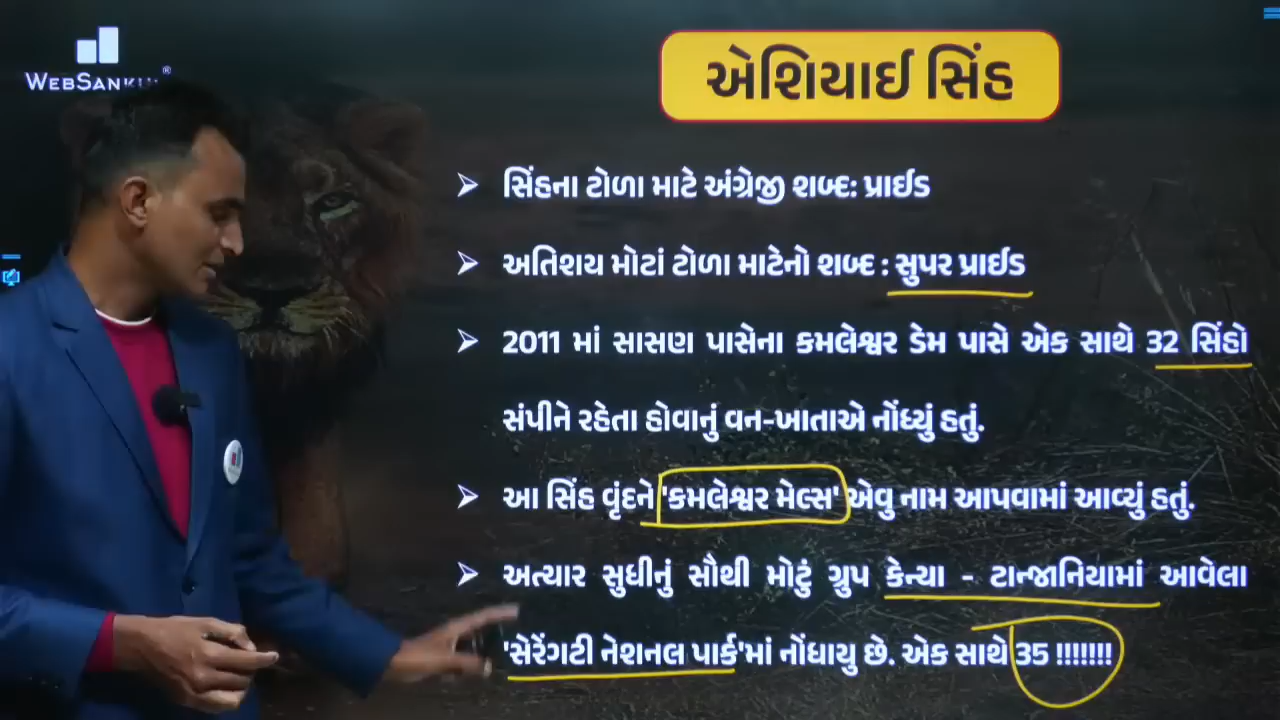 WEBSANKUL®
એશિયાઈ સિંહ
➤ સિંહના ટોળા માટે અંગ્રેજી શબ્દ: પ્રાઈડ
➤ અતિશય મોટાં ટોળા માટેનો શબ્દ : સુપર પ્રાઈડ
➤ 2011 માં સાસણ પાસેના કમલેશ્વર ડેમ પાસે એક સાથે 32 સિંહો
સંપીને રહેતા હોવાનું વન-ખાતાએ નોંધ્યું હતું.
➤ આ સિંહ વૃંદને 'કમલેશ્વર મેલ્સ' એવુ નામ આપવામાં આવ્યું હતું.
➤ અત્યાર સુધીનું સૌથી મોટું ગ્રુપ કેન્યા - ટાન્જાનિયામાં આવેલા
'સેરેંગટી નેશનલ પાર્ક'માં નોંધાયુ છે. એક સાથે 35 !!!!!!!